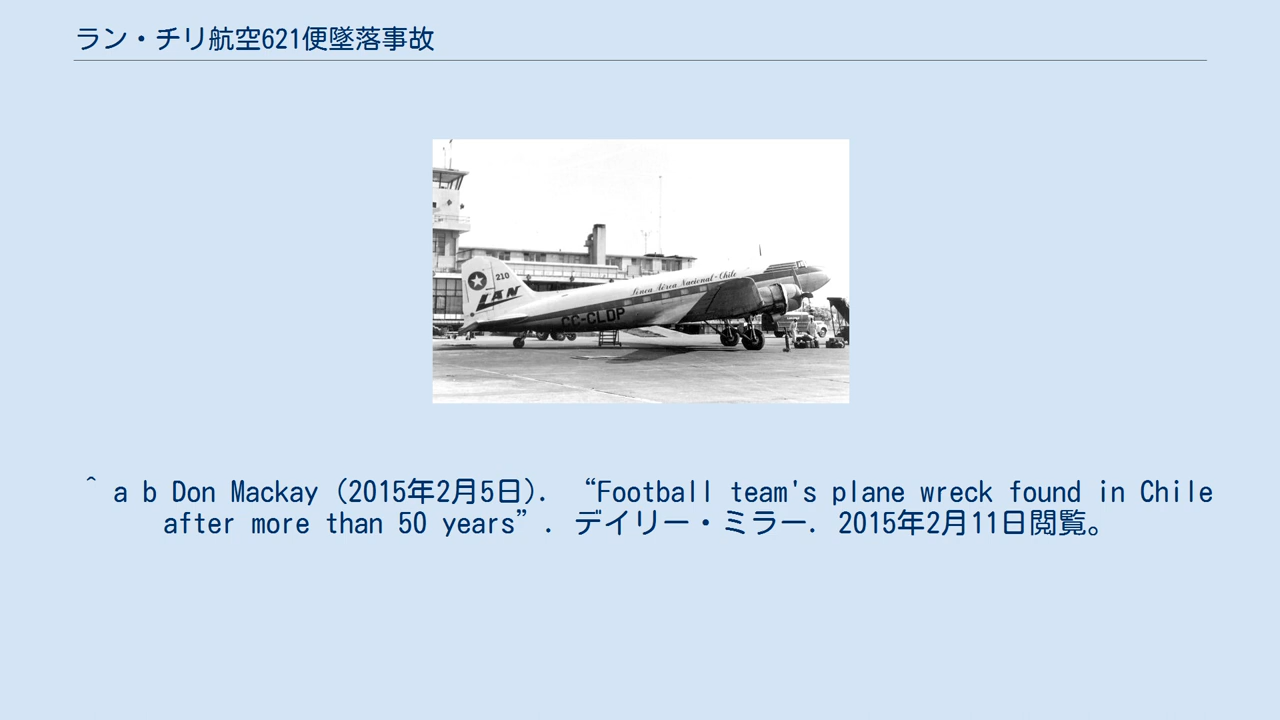 ラン・チリ航空621便墜落事故
210
LAN
Linea Aérea Nacional-Chile
CC-CLDP
^ a b Don Mackay (2015年2月5日). “Football team's plane wreck found in Chile
after more than 50 years”. デイリー・ミラー. 2015年2月11日閲覧。